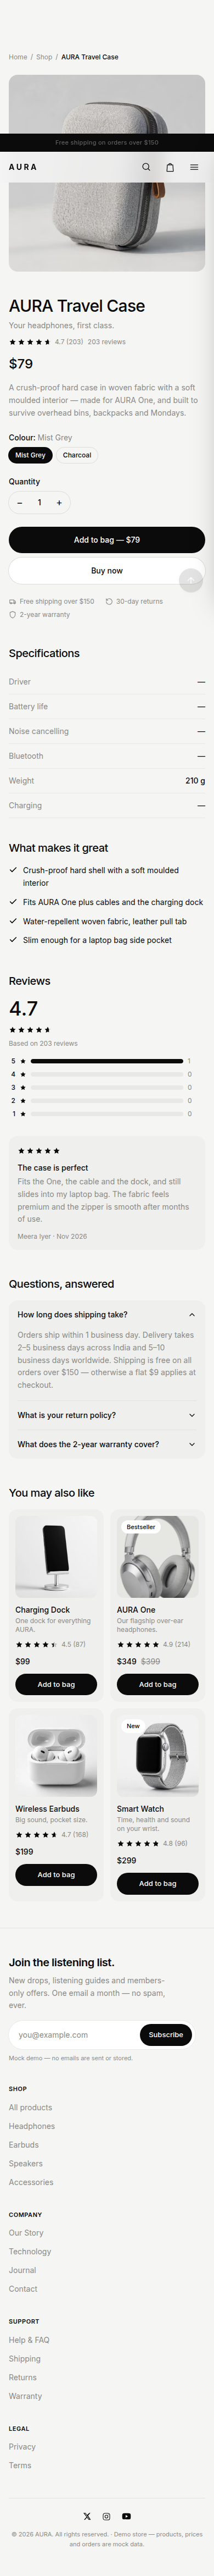 Home / Shop / AURA Travel Case
Free shipping on orders over $150
AURA
AURA Travel Case
Your headphones, first class.
4.7 (203) 203 reviews
$79
A crush-proof hard case in woven fabric with a soft
moulded interior — made for AURA One, and built to
survive overhead bins, backpacks and Mondays.
Colour: Mist Grey
Mist Grey
Charcoal
Quantity
− 1 +
Add to bag — $79
Buy now
Free shipping over $150
30-day returns
2-year warranty
Specifications
Driver —
Battery life —
Noise cancelling —
Bluetooth —
Weight 210 g
Charging —
What makes it great
Crush-proof hard shell with a soft moulded
interior
Fits AURA One plus cables and the charging dock
Water-repellent woven fabric, leather pull tab
Slim enough for a laptop bag side pocket
Reviews
4.7
Based on 203 reviews
5 ★ 1
4 ★ 0
3 ★ 0
2 ★ 0
1 ★ 0
The case is perfect
Fits the One, the cable and the dock, and still
slides into my laptop bag. The fabric feels
premium and the zipper is smooth after months
of use.
Meera Iyer · Nov 2026
Questions, answered
How long does shipping take?
Orders ship within 1 business day. Delivery takes
2–5 business days across India and 5–10
business days worldwide. Shipping is free on all
orders over $150 — otherwise a flat $9 applies at
checkout.
What is your return policy?
What does the 2-year warranty cover?
You may also like
Charging Dock
One dock for everything
AURA.
4.5 (87)
$99
Add to bag
Bestseller
AURA One
Our flagship over-ear
headphones.
4.9 (214)
$349 $399
Add to bag
Wireless Earbuds
Big sound, pocket size.
4.7 (168)
$199
Add to bag
New
Smart Watch
Time, health and sound
on your wrist.
4.8 (96)
$299
Add to bag
Join the listening list.
New drops, listening guides and members-
only offers. One email a month — no spam,
ever.
you@example.com
Subscribe
Mock demo — no emails are sent or stored.
SHOP
All products
Headphones
Earbuds
Speakers
Accessories
COMPANY
Our Story
Technology
Journal
Contact
SUPPORT
Help & FAQ
Shipping
Returns
Warranty
LEGAL
Privacy
Terms
© 2026 AURA. All rights reserved. · Demo store — products, prices
and orders are mock data.